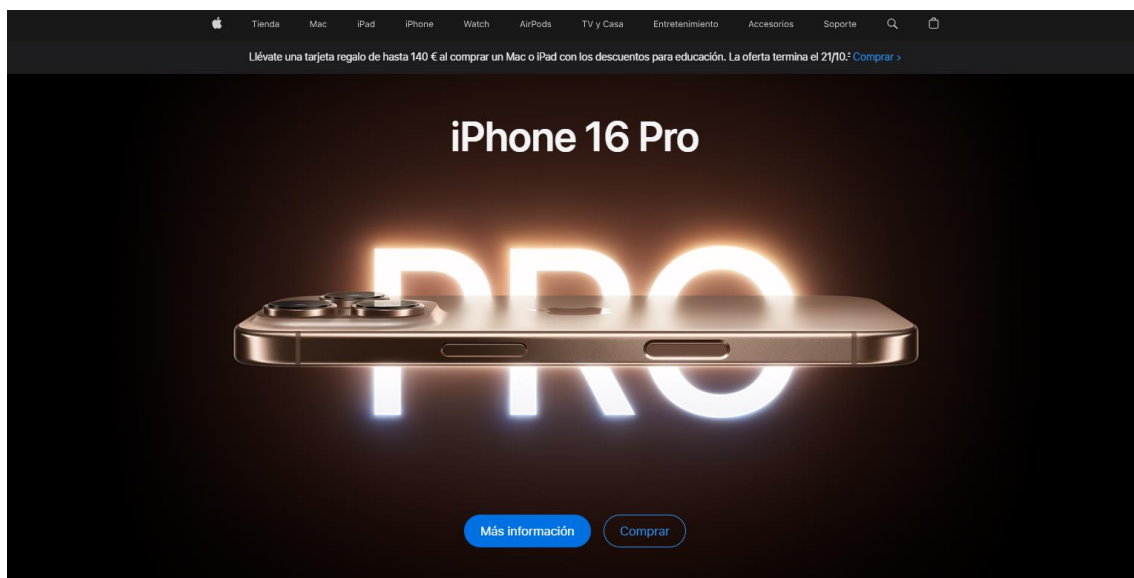 Tienda Mac iPad iPhone Watch AirPods TV y Casa Entretenimiento Accesorios Soporte
Llévate una tarjeta regalo de hasta 140 € al comprar un Mac o iPad con los descuentos para educación. La oferta termina el 21/10.± Comprar >
iPhone 16 Pro
PRO
Más información Comprar